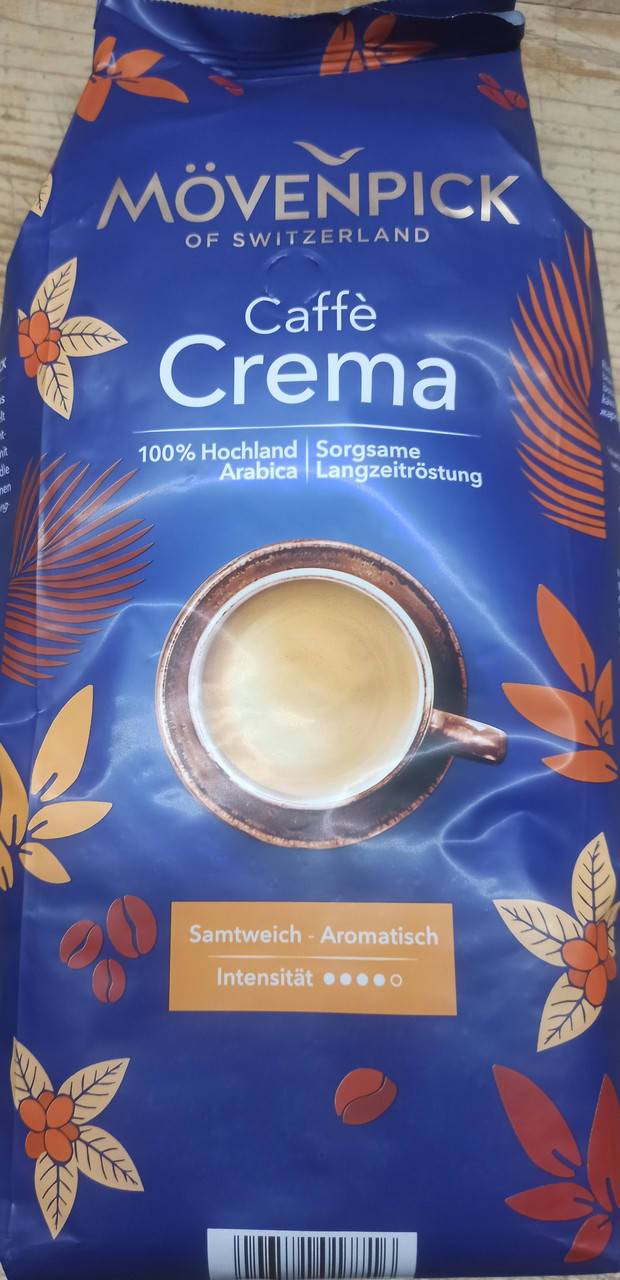 MÖVENPICK
OF SWITZERLAND
Caffè
Crema
100% Hochland
Arabica
Sorgsame
Langzeitröstung
Samtweich - Aromatisch
Intensität